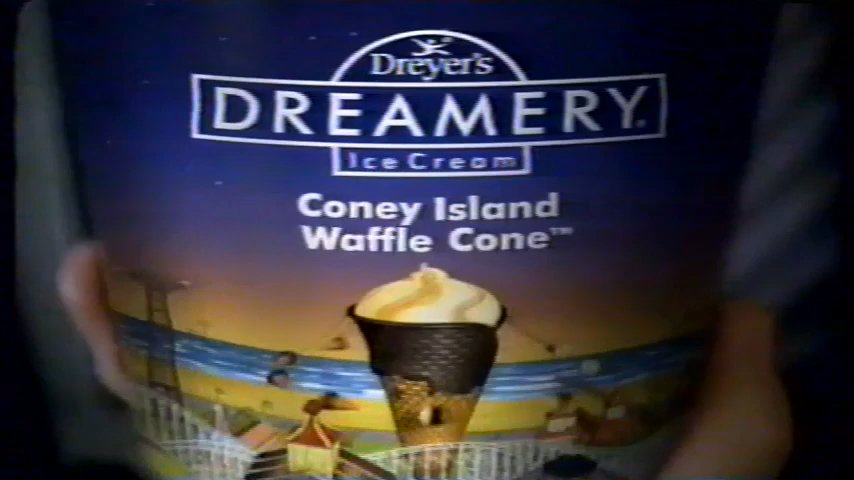 Dreyer's
DREAMERY®
Ice Cream
Coney Island
Waffle Cone™